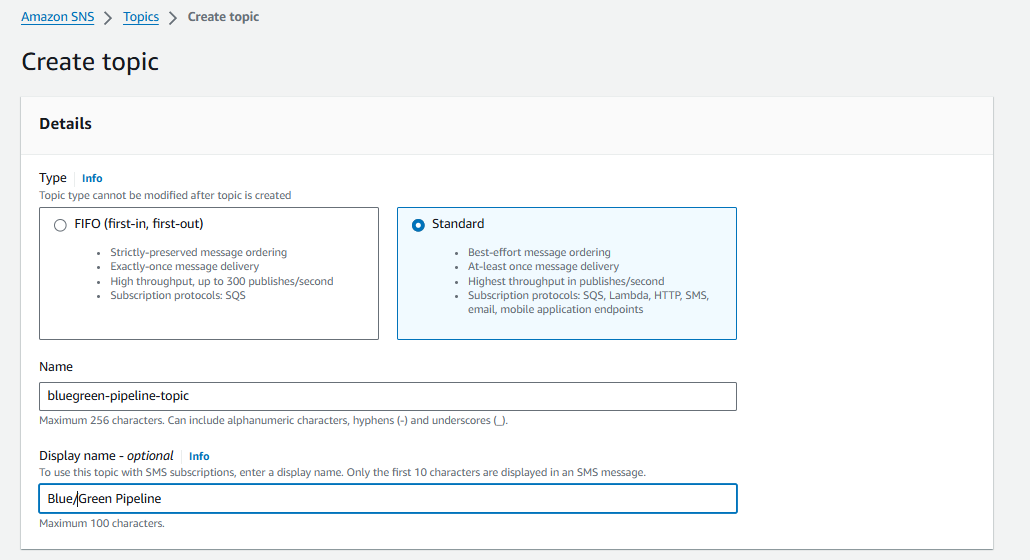 Amazon SNS > Topics > Create topic
Create topic
Details
Type Info
Topic type cannot be modified after topic is created
FIFO (first-in, first-out)
• Strictly-preserved message ordering
• Exactly-once message delivery
• High throughput, up to 300 publishes/second
• Subscription protocols: SQS
Standard
• Best-effort message ordering
• At-least once message delivery
• Highest throughput in publishes/second
• Subscription protocols: SQS, Lambda, HTTP, SMS,
email, mobile application endpoints
Name
bluegreen-pipeline-topic
Maximum 256 characters. Can include alphanumeric characters, hyphens (-) and underscores (_).
Display name - optional Info
To use this topic with SMS subscriptions, enter a display name. Only the first 10 characters are displayed in an SMS message.
Blue/Green Pipeline
Maximum 100 characters.